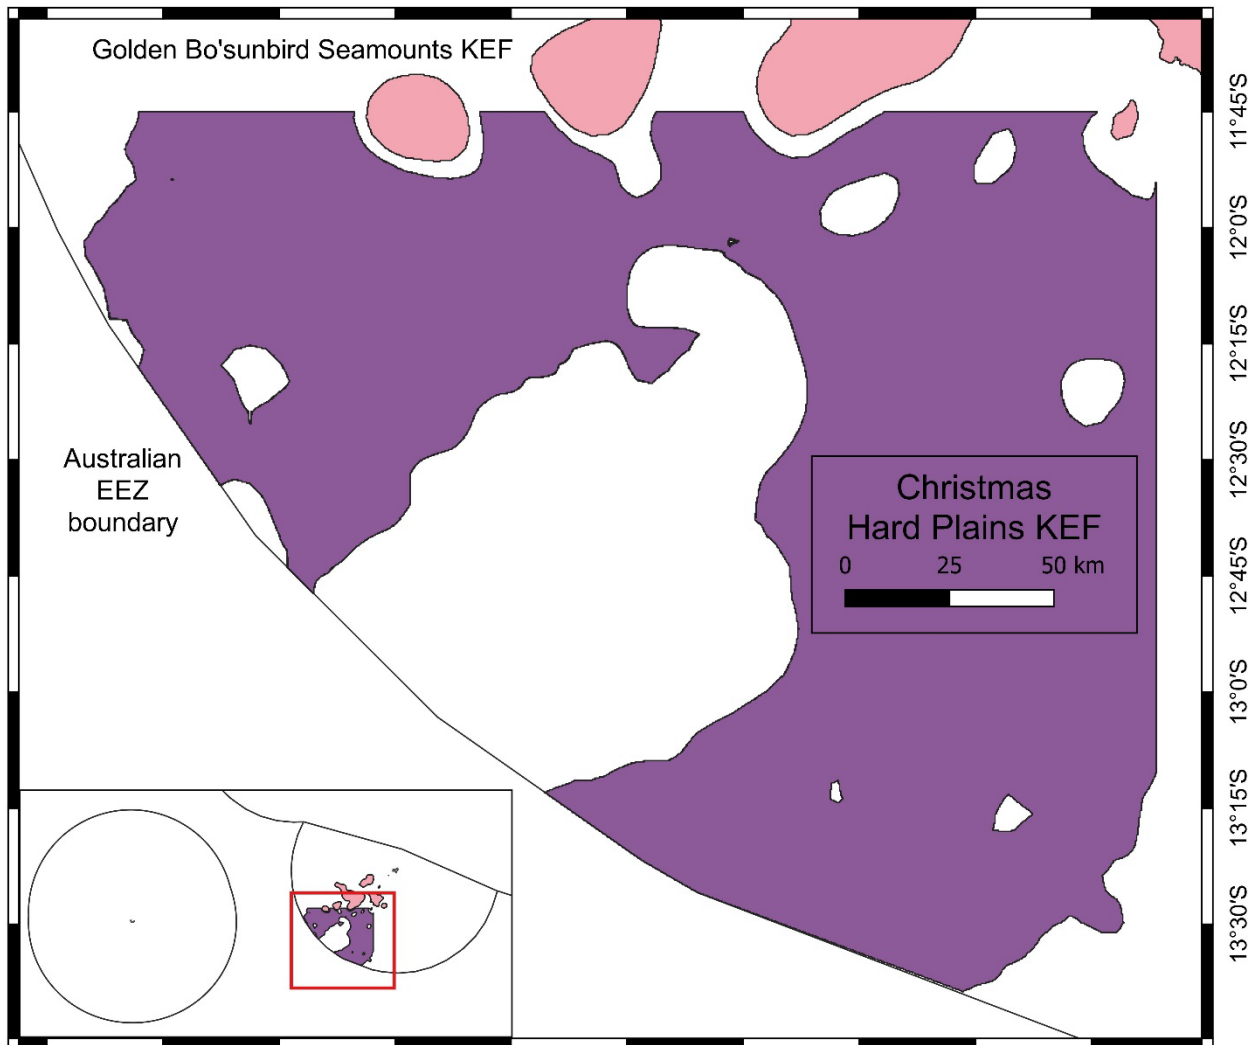 Golden Bo'sunbird Seamounts KEF
Australian
EEZ
boundary
Christmas
Hard Plains KEF
0 25 50 km
11°45'S
12°0'S
12°15'S
12°30'S
12°45'S
13°0'S
13°15'S
13°30'S